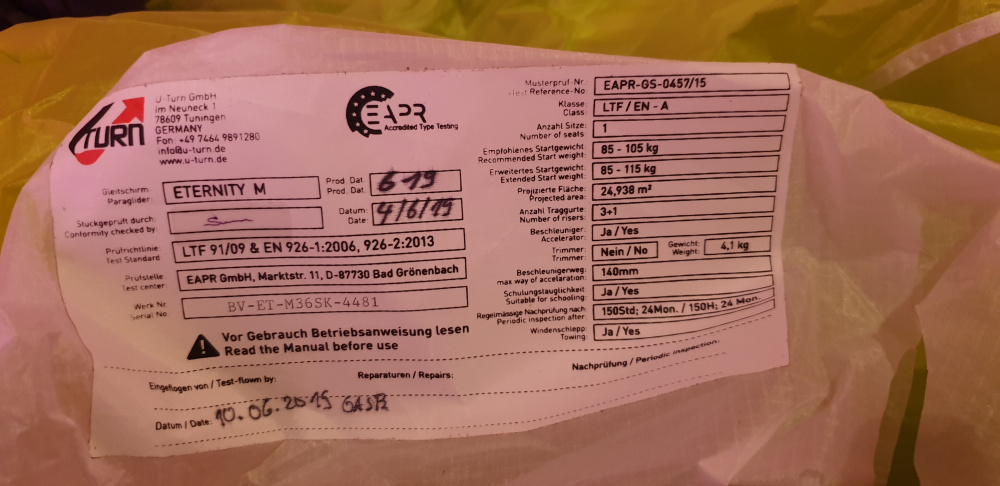 TURN
U-Turn GmbH
Im Neuneck 1
78609 Tuningen
GERMANY
Fon: +49 7464 9891280
info@u-turn.de
www.u-turn.de
EAPR
Accredited Type Testing
Gleitschirm:
Paraglider:
ETERNITY M
Prod. Dat.
Prod. Dat.
6 19
Stückgeprüft durch:
Conformity checked by:
Datum:
Date:
4/6/19
Prüfrichtlinie:
Test Standard:
LTF 91/09 & EN 926-1:2006, 926-2:2013
Prüfstelle:
Test center:
EAPR GmbH, Marktstr. 11, D-87730 Bad Grönenbach
Werk Nr.
Serial No.
BV-ET-M36SK-4481
Vor Gebrauch Betriebsanweisung lesen
Read the Manual before use
Musterpruf-Nr.
Test Reference-No
EAPR-GS-0457/15
Klasse:
Class:
LTF / EN - A
Anzahl Sitze:
Number of seats
1
Empfohlenes Startgewicht
Recommended Start weight:
85 - 105 kg
Erweitertes Startgewicht:
Extended Start weight:
85 - 115 kg
Projizierte Fläche:
Projected area:
24,938 m²
Anzahl Traggurte:
Number of risers:
3+1
Beschleuniger:
Accelerator:
Ja / Yes
Trimmer:
Trimmer:
Nein / No
Gewicht:
Weight:
4,1 kg
Beschleunigerweg:
max way of accelaration:
140mm
Schulungstauglichkeit
Suitable for schooling:
Ja / Yes
Regelmässige Nachprüfung nach:
Periodic inspection after
150Std; 24Mon. / 150H; 24 Mon.
Windenschlepp:
Towing:
Ja / Yes
Eingeflogen von / Test-flown by:
Reparaturen / Repairs:
Nachprüfung / Periodic inspection:
Datum / Date:
10.06.2019